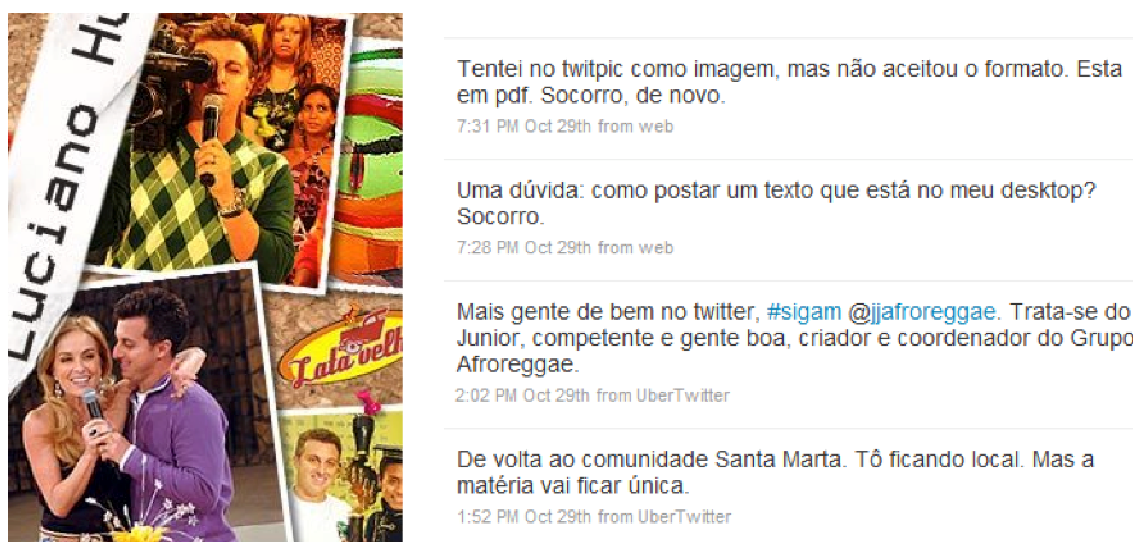 Luciano Hu
Lata velh
Tentei no twitpic como imagem, mas não aceitou o formato. Esta
em pdf. Socorro, de novo.
7:31 PM Oct 29th from web
Uma dúvida: como postar um texto que está no meu desktop?
Socorro.
7:28 PM Oct 29th from web
Mais gente de bem no twitter, #sigam @jjafroreggae. Trata-se do
Junior, competente e gente boa, criador e coordenador do Grupo
Afroreggae.
2:02 PM Oct 29th from UberTwitter
De volta ao comunidade Santa Marta. Tô ficando local. Mas a
matéria vai ficar única.
1:52 PM Oct 29th from UberTwitter